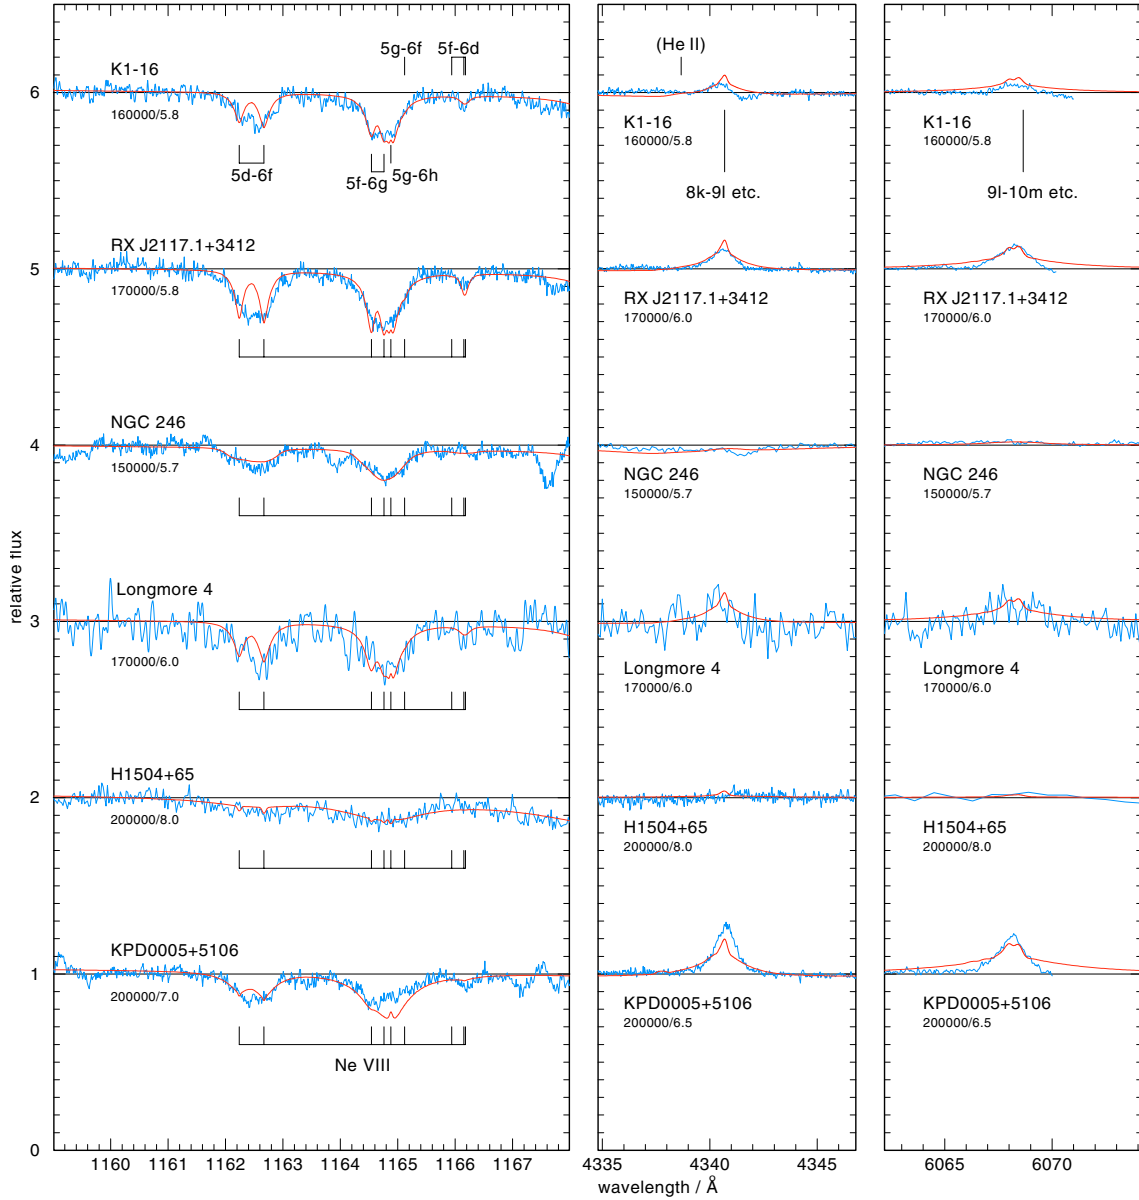 5g-6f
5f-6d
K1-16
160000/5.8
5d-6f
5f-6g
5g-6h
RX J2117.1+3412
170000/5.8
NGC 246
150000/5.7
Longmore 4
170000/6.0
H1504+65
200000/8.0
KPD0005+5106
200000/7.0
Ne VIII
relative flux
6
5
4
3
2
1
0
1160 1161 1162 1163 1164 1165 1166 1167
(He II)
K1-16
160000/5.8
8k-9l etc.
RX J2117.1+3412
170000/6.0
NGC 246
150000/5.7
Longmore 4
170000/6.0
H1504+65
200000/8.0
KPD0005+5106
200000/6.5
4335 4340 4345
wavelength / Å
K1-16
160000/5.8
9l-10m etc.
RX J2117.1+3412
170000/6.0
NGC 246
150000/5.7
Longmore 4
170000/6.0
H1504+65
200000/8.0
KPD0005+5106
200000/6.5
6065 6070